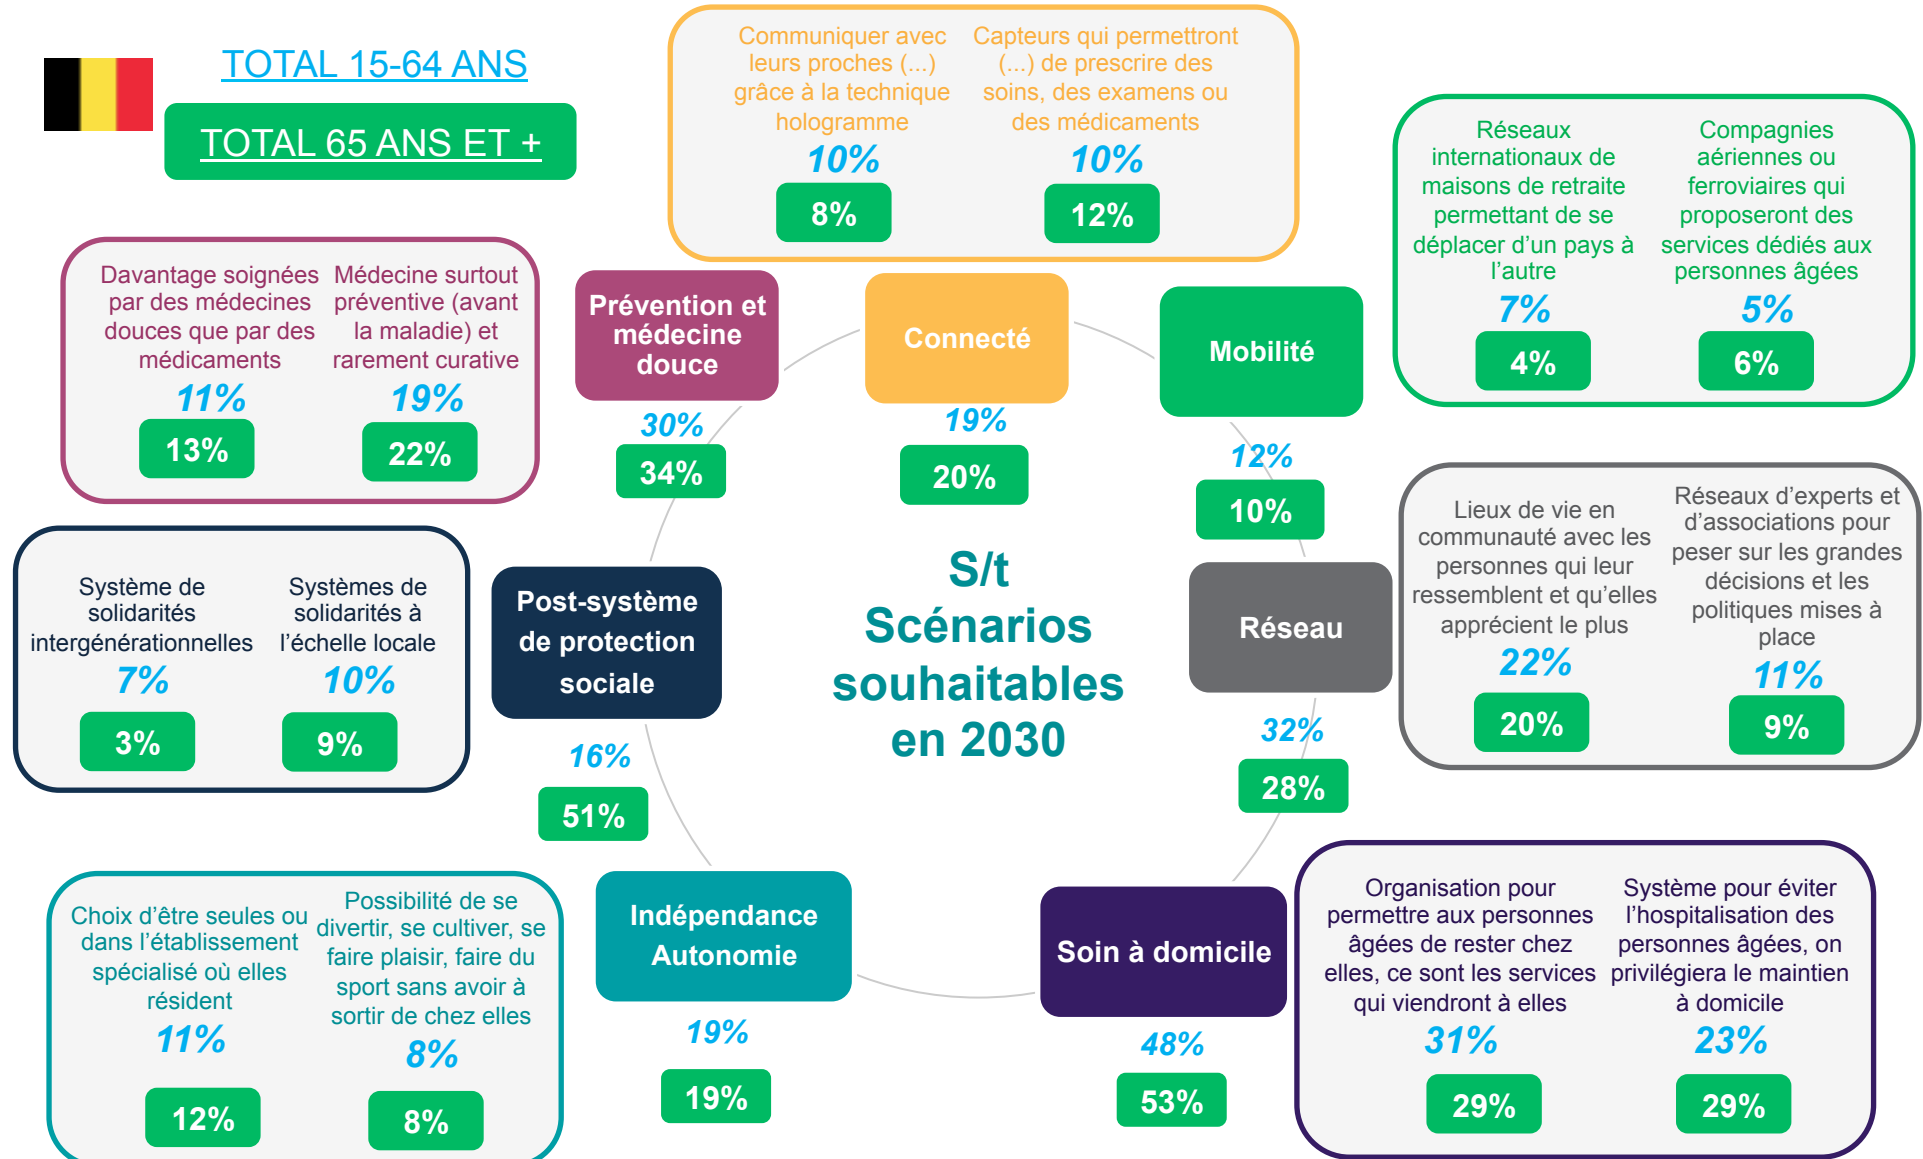 TOTAL 15-64 ANS
TOTAL 65 ANS ET +
Communiquer avec
leurs proches (...)
grâce à la technique
hologramme
10%
8%
Capteurs qui permettront
(...) de prescrire des
soins, des examens ou
des médicaments
10%
12%
Réseaux
internationaux de
maisons de retraite
permettant de se
déplacer d’un pays à
l’autre
7%
4%
Compagnies
aériennes ou
ferroviaires qui
proposeront des
services dédiés aux
personnes âgées
5%
6%
Davantage soignées
par des médecines
douces que par des
médicaments
11%
13%
Médecine surtout
préventive (avant
la maladie) et
rarement curative
19%
22%
Prévention et
médecine
douce
30%
34%
Connecté
19%
20%
Mobilité
12%
10%
Lieux de vie en
communauté avec les
personnes qui leur
ressemblent et qu’elles
apprécient le plus
22%
20%
Réseaux d’experts et
d’associations pour
peser sur les grandes
décisions et les
politiques mises à
place
11%
9%
Système de
solidarités
intergénérationnelles
7%
3%
Systèmes de
solidarités à
l’échelle locale
10%
9%
Post-système
de protection
sociale
16%
51%
S/t
Scénarios
souhaitables
en 2030
Réseau
32%
28%
Choix d’être seules ou
dans l’établissement
spécialisé où elles
résident
11%
12%
Possibilité de se
divertir, se cultiver, se
faire plaisir, faire du
sport sans avoir à
sortir de chez elles
8%
8%
Indépendance
Autonomie
19%
19%
Soin à domicile
48%
53%
Organisation pour
permettre aux personnes
âgées de rester chez
elles, ce sont les services
qui viendront à elles
31%
29%
Système pour éviter
l’hospitalisation des
personnes âgées, on
privilégiera le maintien
à domicile
23%
29%